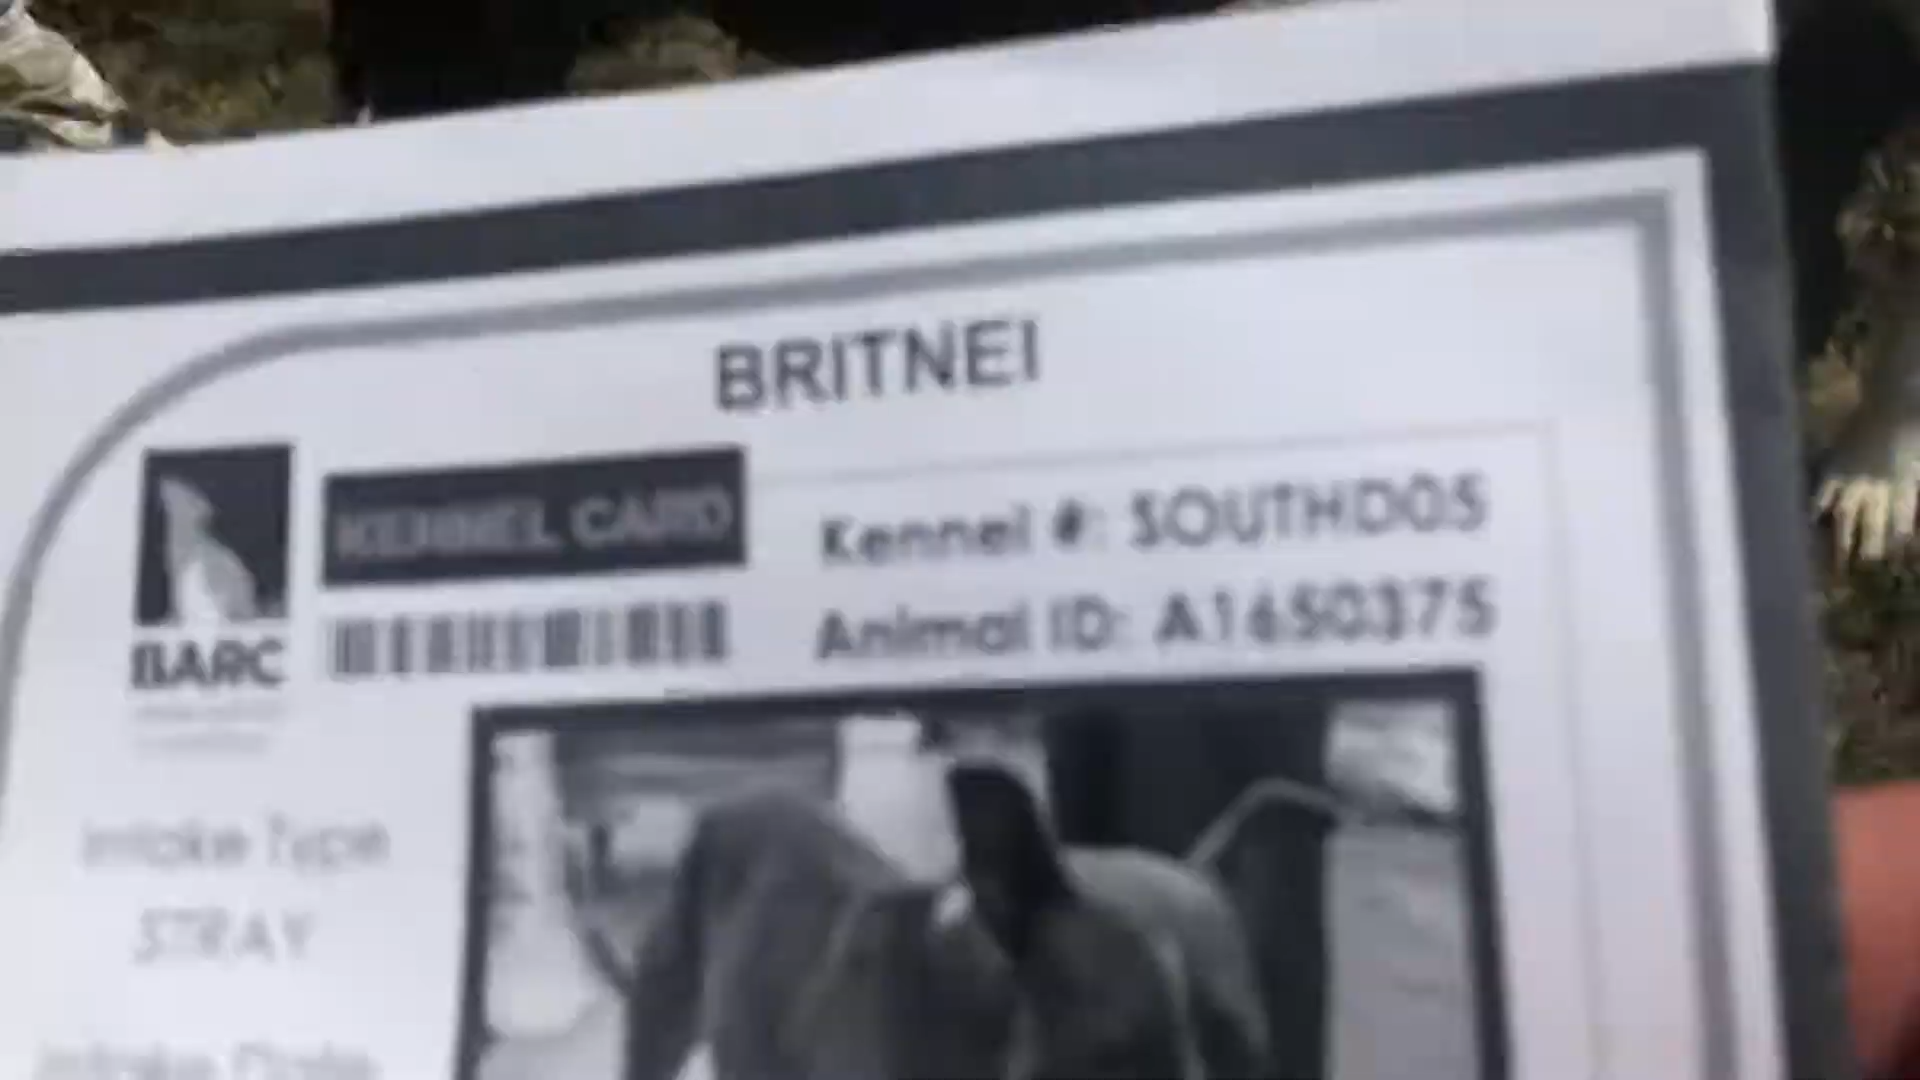 BRITNEI
KENNEL CARD
Kennel #: SOUTHD05
Animal ID: A1650375
BARC
Intake Type
STRAY
Intake Date